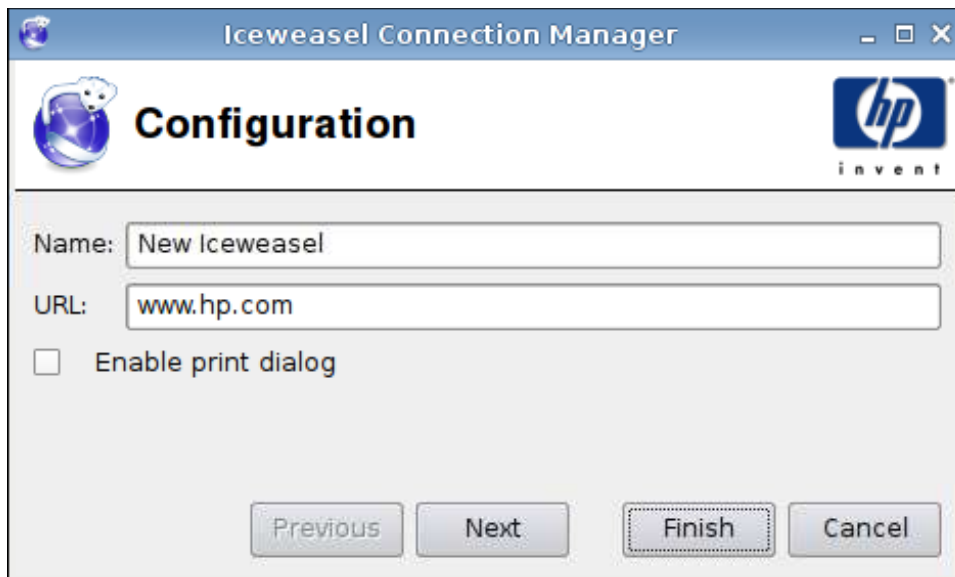 Iceweasel Connection Manager
Configuration
hp
invent
Name: New Iceweasel
URL: www.hp.com
Enable print dialog
Previous Next Finish Cancel